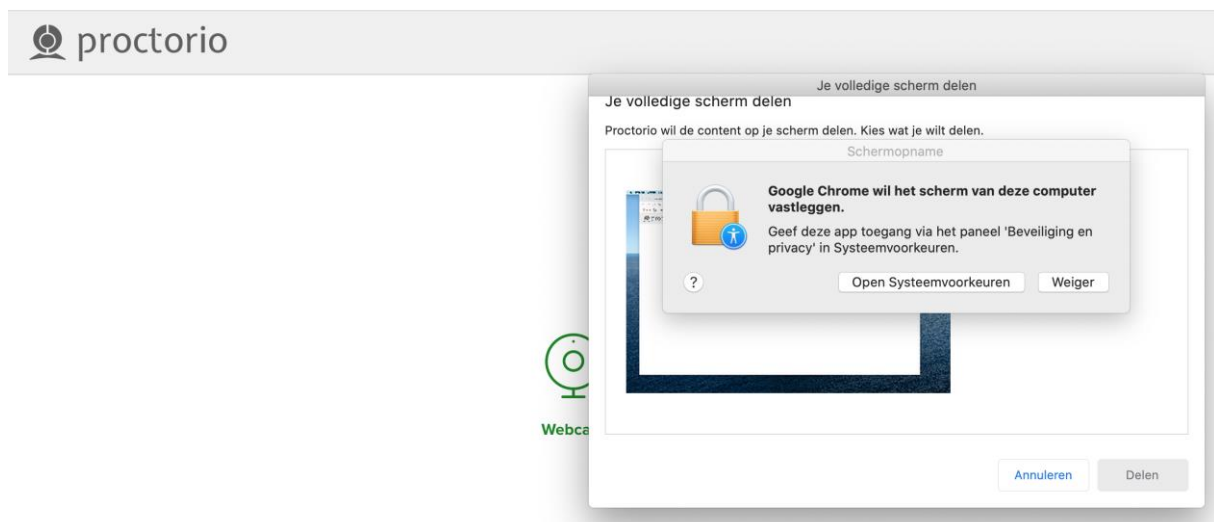 proctorio
Je volledige scherm delen
Je volledige scherm delen
Proctorio wil de content op je scherm delen. Kies wat je wilt delen.
Schermopname
Google Chrome wil het scherm van deze computer
vastleggen.
Geef deze app toegang via het paneel 'Beveiliging en
privacy' in Systeemvoorkeuren.
?
Open Systeemvoorkeuren
Weiger
Webca
Annuleren
Delen